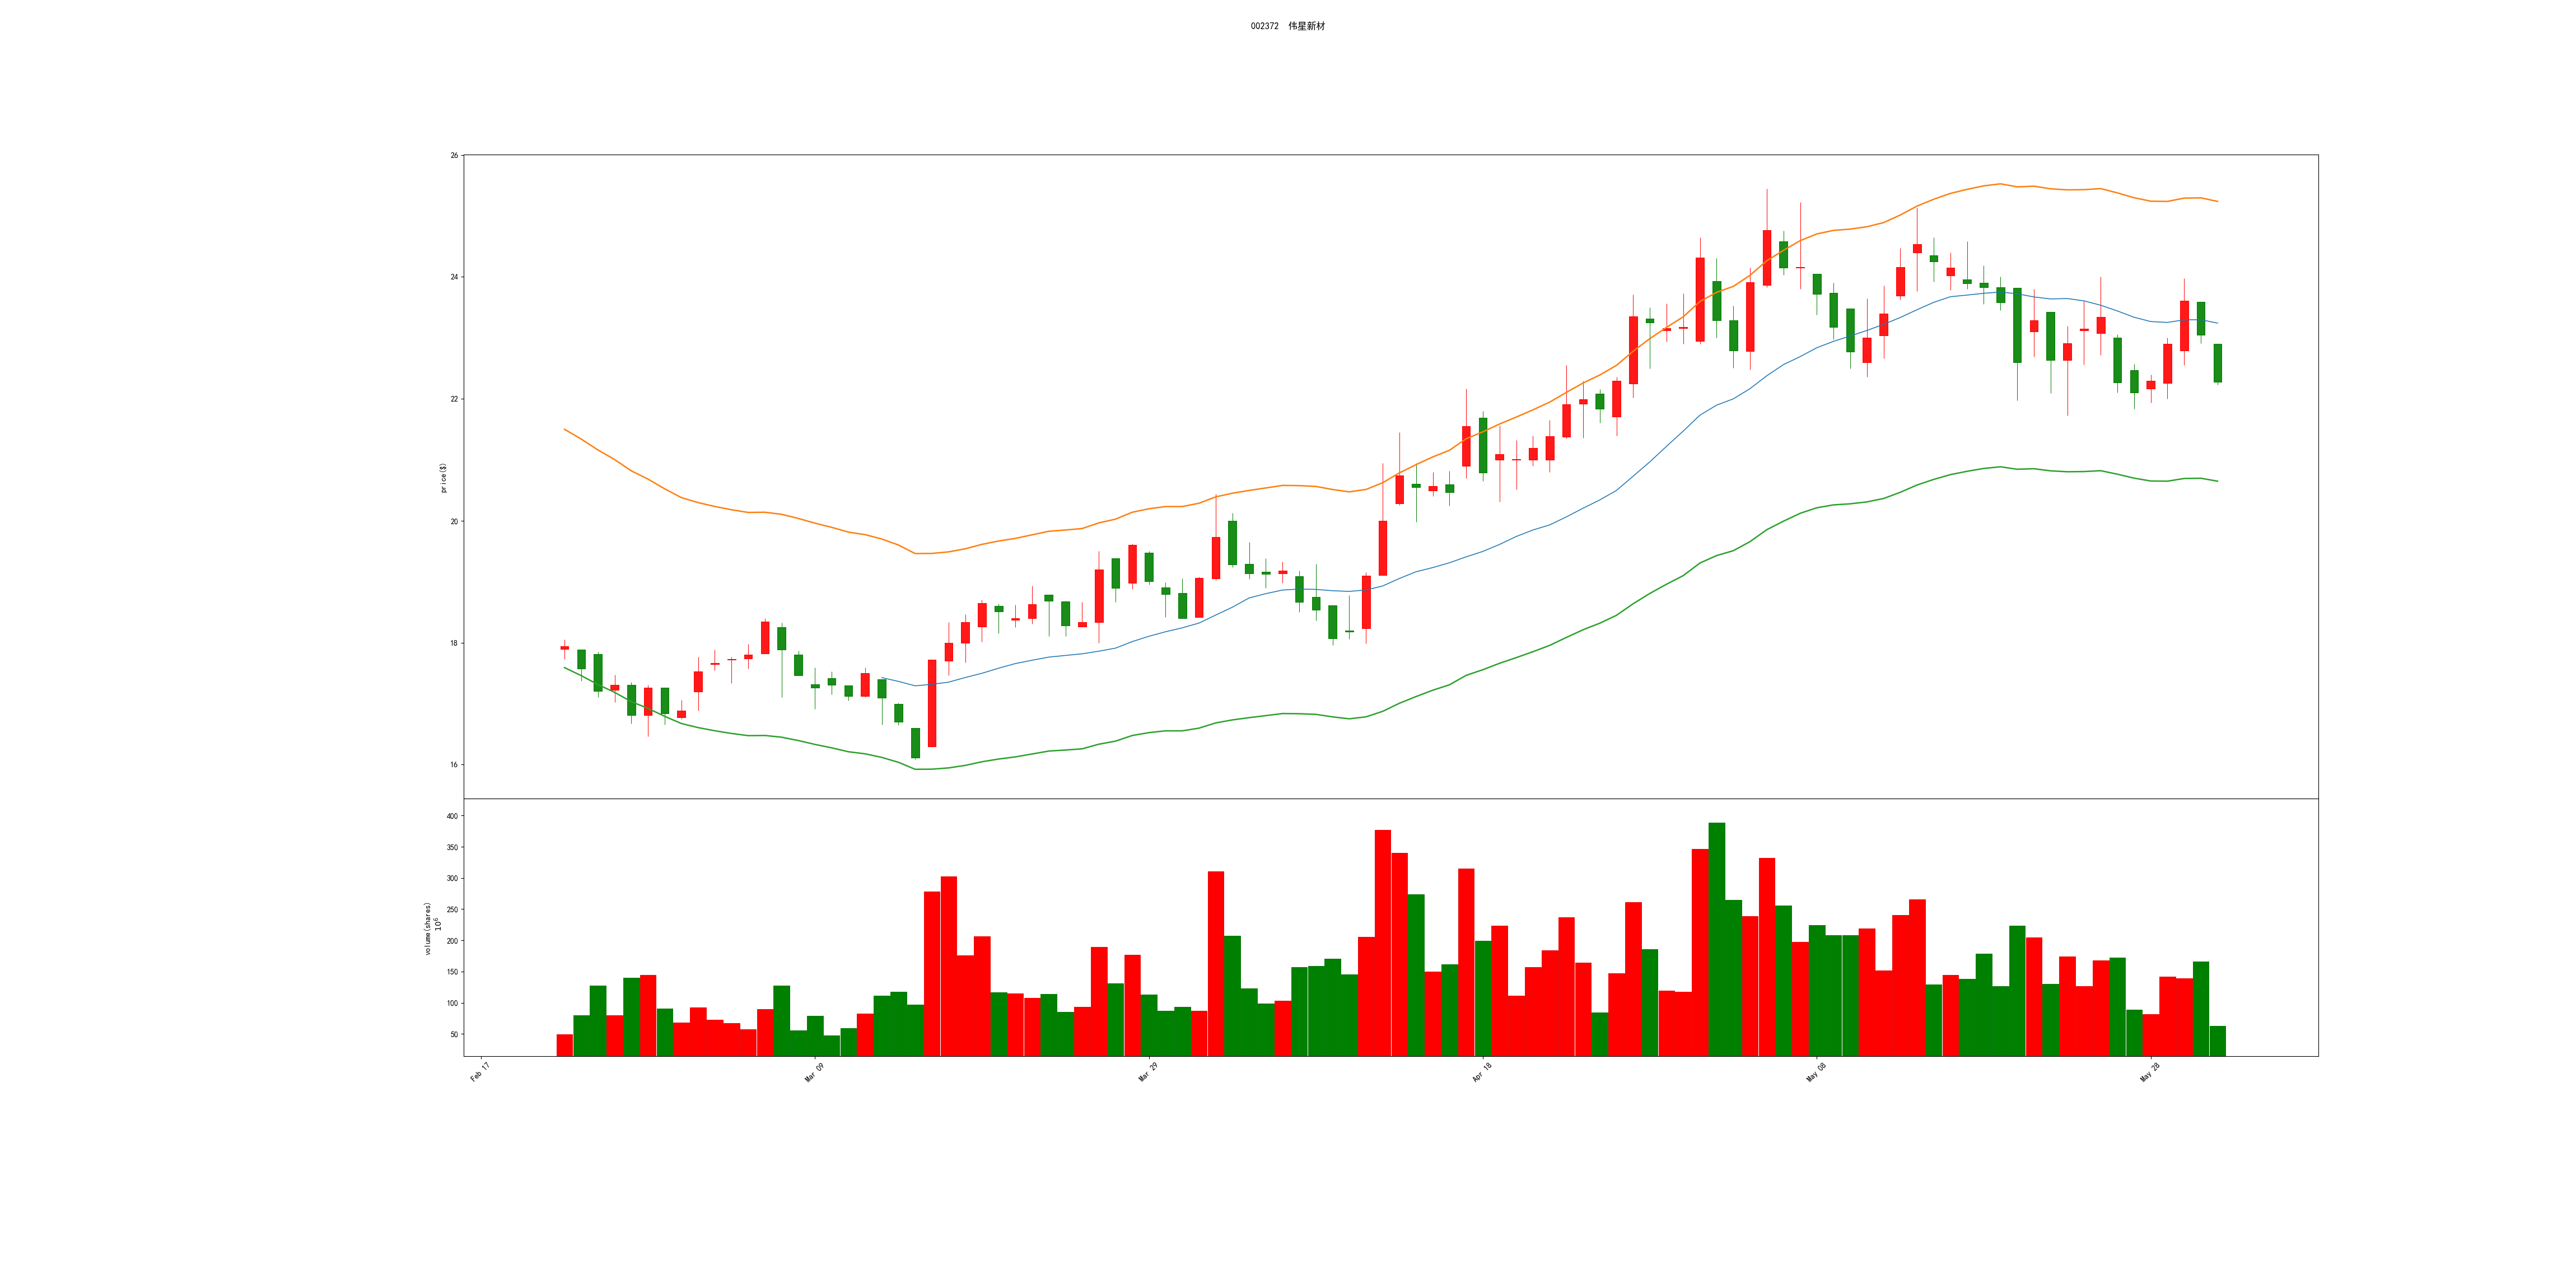 002372 伟星新材
26
24
22
20
18
16
price($)
400
350
300
250
200
150
100
50
volume(shares)
10^6
Feb 17
Mar 09
Mar 29
Apr 18
May 08
May 28